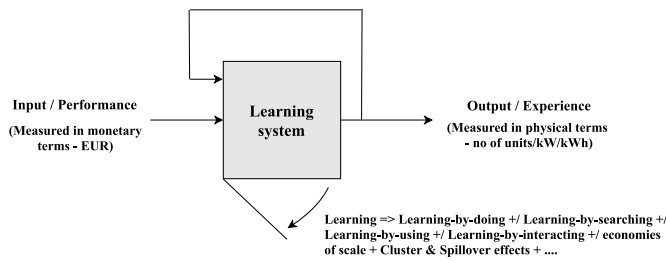 Input / Performance
(Measured in monetary
terms - EUR)
Learning
system
Output / Experience
(Measured in physical terms
- no of units/kW/kWh)
Learning => Learning-by-doing +/ Learning-by-searching +/
Learning-by-using +/ Learning-by-interacting +/ economies
of scale + Cluster & Spillover effects + ....